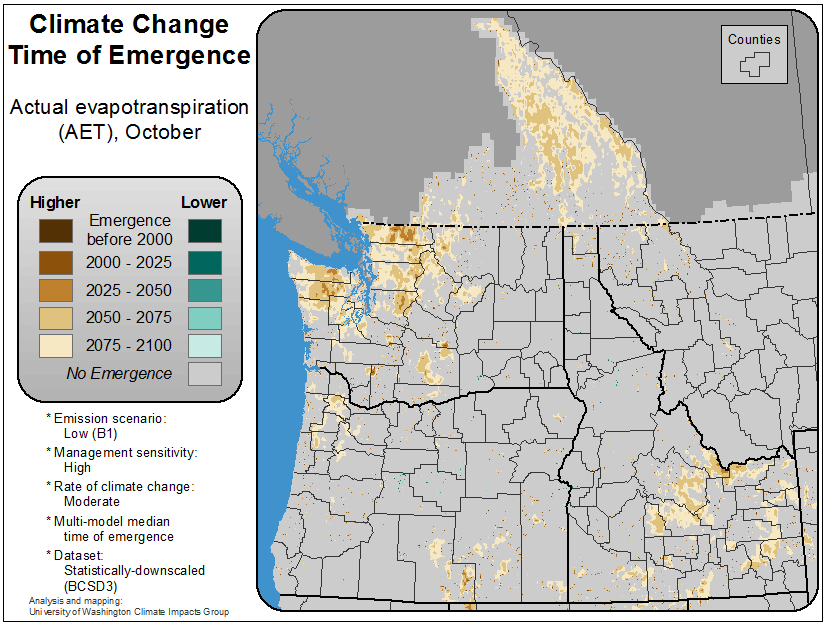 Climate Change
Time of Emergence
Actual evapotranspiration
(AET), October
Higher
Lower
Emergence
before 2000
2000 - 2025
2025 - 2050
2050 - 2075
2075 - 2100
No Emergence
* Emission scenario:
Low (B1)
* Management sensitivity:
High
* Rate of climate change:
Moderate
* Multi-model median
time of emergence
* Dataset:
Statistically-downscaled
(BCSD3)
Analysis and mapping:
University of Washington Climate Impacts Group
Counties